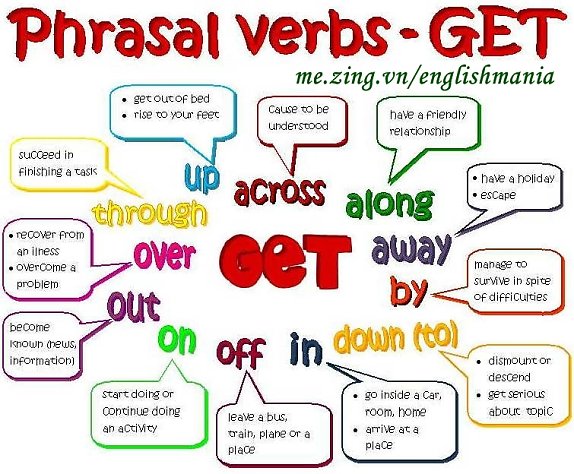 Phrasal verbs - GET
me.zing.vn/englishmania
• get out of bed
• rise to your feet
up
Cause to be
understood
across
have a friendly
relationship
along
• have a holiday
• escape
away
manage to
survive in spite
of difficulties
by
• dismount or
descend
• get serious
about topic
down (to)
• go inside a car,
room, home
• arrive at a
place
in
leave a bus,
train, plane or a
place
off
start doing or
continue doing
an activity
on
become
known (news,
information)
out
• recover from
an illness
• overcome a
problem
over
succeed in
finishing a task
through
GET